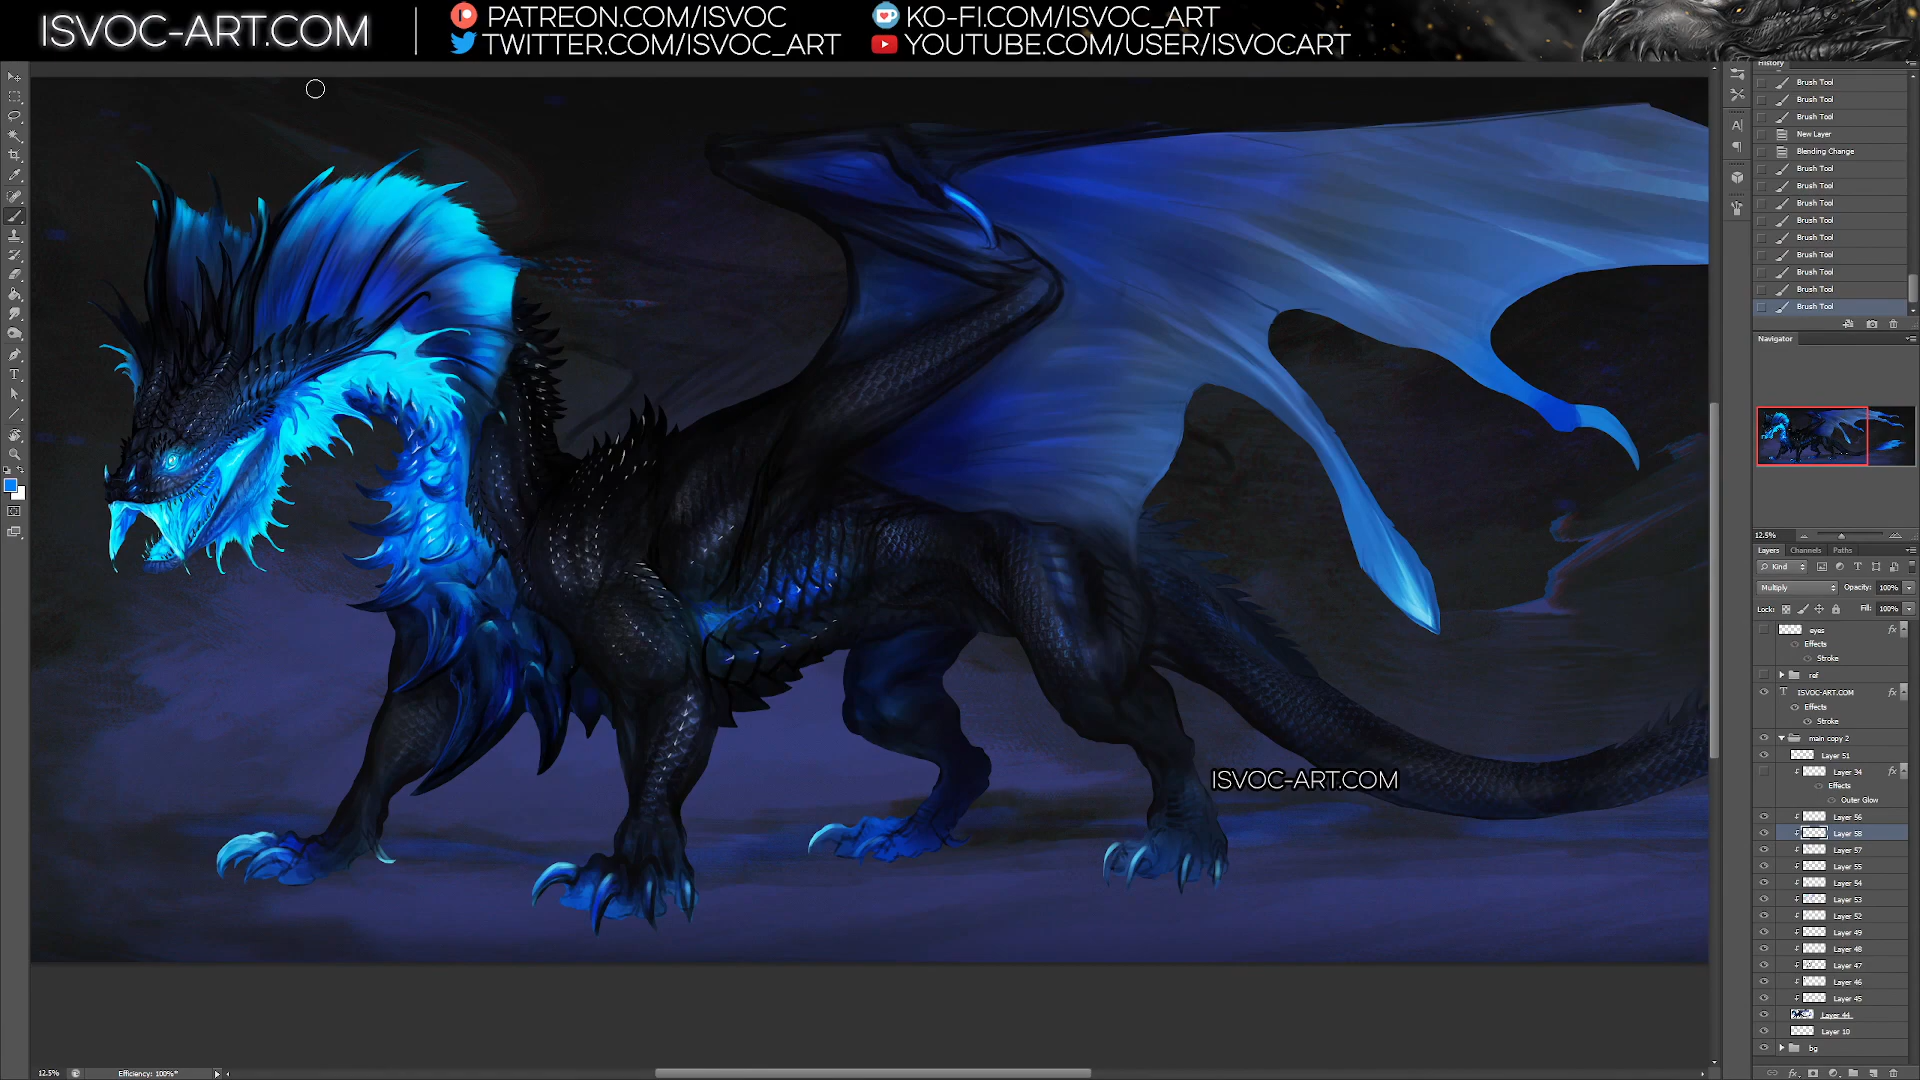 ISVOC-ART.COM
PATREON.COM/ISVOC
TWITTER.COM/ISVOC_ART
KO-FI.COM/ISVOC_ART
YOUTUBE.COM/USER/ISVOCART
History
Brush Tool
Brush Tool
Brush Tool
New Layer
Blending Change
Brush Tool
Brush Tool
Brush Tool
Brush Tool
Brush Tool
Brush Tool
Brush Tool
Brush Tool
Brush Tool
Navigator
12.5%
Layers Channels Paths
Kind
Multiply Opacity: 100%
Lock: Fill: 100%
eyes fx
Effects
Stroke
ref
T ISVOC-ART.COM fx
Effects
Stroke
main copy 2
Layer 51
Layer 34 fx
Effects
Outer Glow
Layer 56
Layer 58
Layer 57
Layer 55
Layer 54
Layer 53
Layer 52
Layer 49
Layer 48
Layer 47
Layer 46
Layer 45
Layer 44
Layer 10
bg
ISVOC-ART.COM
12.5% Efficiency: 100%*